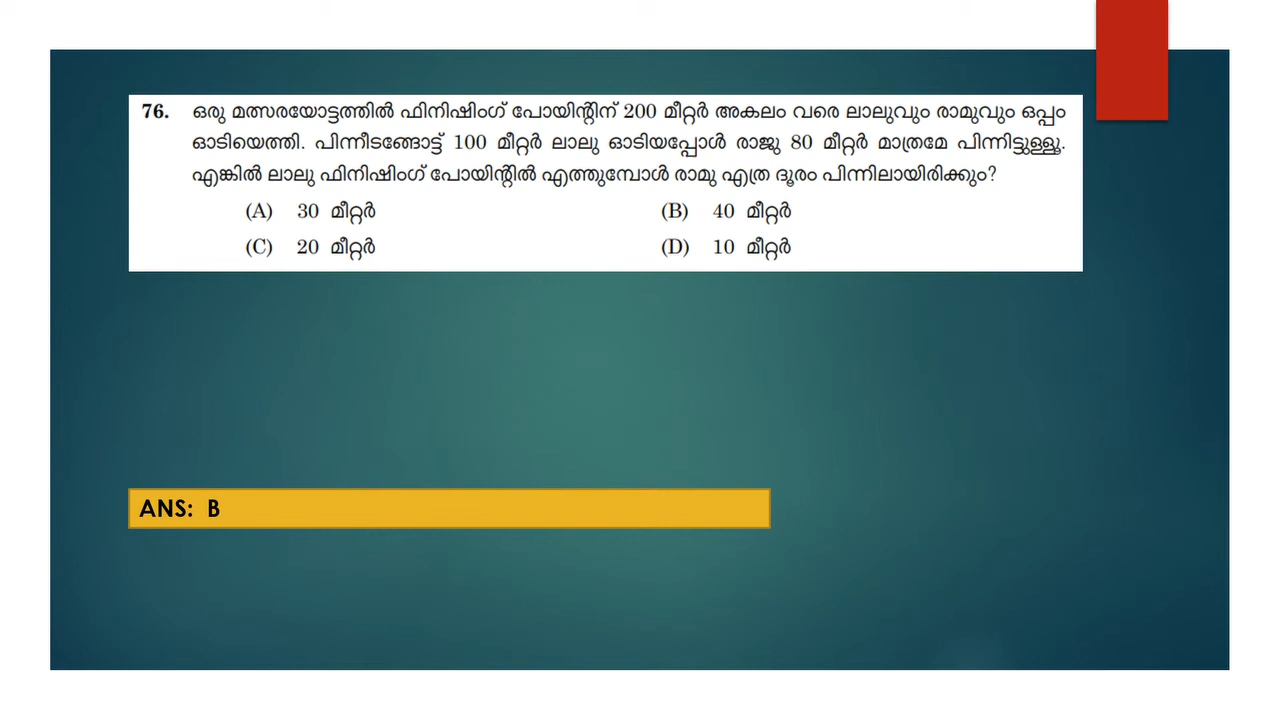 76. ഒരു മത്സരയോട്ടത്തിൽ ഫിനിഷിംഗ് പോയിന്റിന് 200 മീറ്റർ അകലം വരെ ലാലുവും രാമുവും ഒപ്പം
ഓടിയെത്തി. പിന്നീടങ്ങോട്ട് 100 മീറ്റർ ലാലു ഓടിയപ്പോൾ രാജു 80 മീറ്റർ മാത്രമേ പിന്നിട്ടുള്ളൂ.
എങ്കിൽ ലാലു ഫിനിഷിംഗ് പോയിന്റിൽ എത്തുമ്പോൾ രാമു എത്ര ദൂരം പിന്നിലായിരിക്കും?
(A) 30 മീറ്റർ (B) 40 മീറ്റർ
(C) 20 മീറ്റർ (D) 10 മീറ്റർ
ANS: B